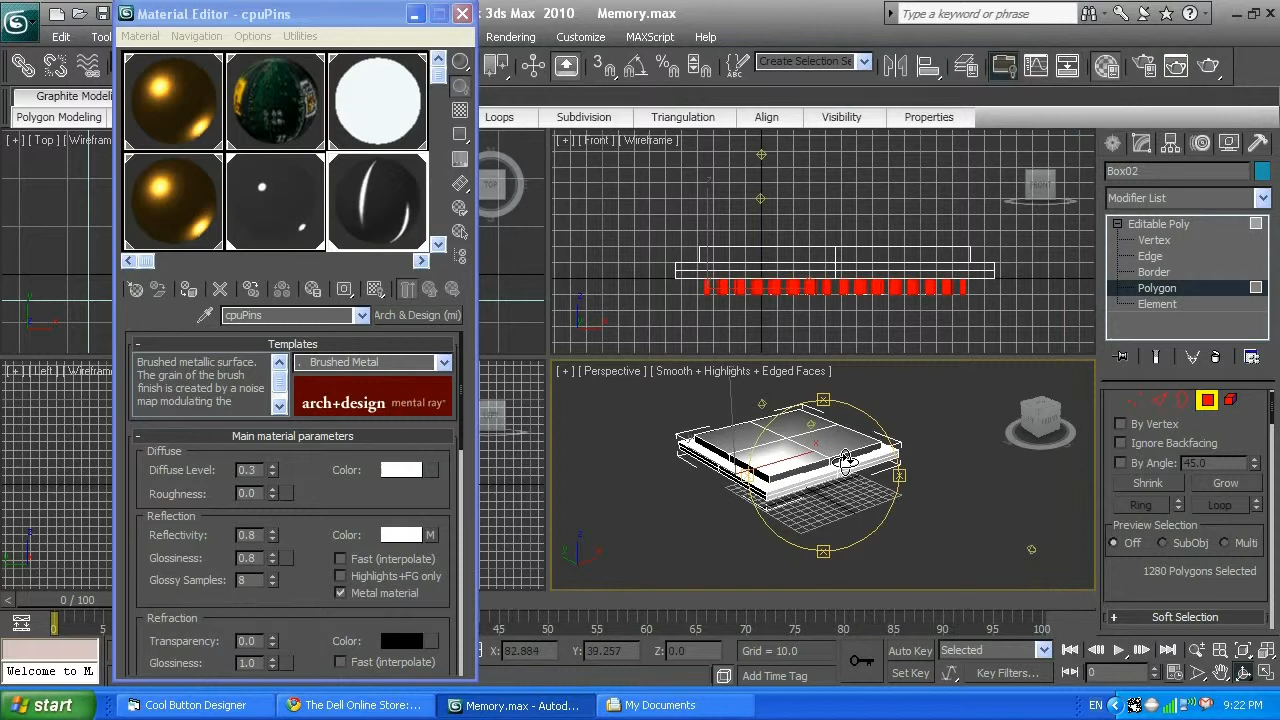 Material Editor - cpuPins
3ds Max 2010 Memory.max
Type a keyword or phrase
Material Navigation Options Utilities
Edit Rendering Customize MAXScript Help
Create Selection Se
Graphite Modeli
Polygon Modeling Loops Subdivision Triangulation Align Visibility Properties
[ + ] [ Top ] [ Wirefram
[ + ] [ Front ] [ Wireframe ]
TOP
FRONT
Box02
Modifier List
Editable Poly
Vertex
Edge
Border
Polygon
Element
cpuPins Arch & Design (mi)
Templates
Brushed metallic surface.
The grain of the brush
finish is created by a noise
map modulating the
. Brushed Metal
arch+design mental ray
[ + ] [ Left ] [ Wirefram
[ + ] [ Perspective ] [ Smooth + Highlights + Edged Faces ]
Main material parameters
Diffuse
Diffuse Level: 0.3 Color:
Roughness: 0.0
Reflection
Reflectivity: 0.8 Color: M
Glossiness: 0.8 Fast (interpolate)
Glossy Samples: 8 Highlights+FG only
Metal material
Refraction
Transparency: 0.0 Color:
Glossiness: 1.0 Fast (interpolate)
By Vertex
Ignore Backfacing
By Angle: 45.0
Shrink Grow
Ring Loop
Preview Selection
Off SubObj Multi
1280 Polygons Selected
Soft Selection
0 / 100
0 45 50 55 60 65 70 75 80 85 90 95 100
X: 82.884 Y: 39.257 Z: 0.0 Grid = 10.0 Auto Key Selected
Welcome to M. Add Time Tag Set Key Key Filters... 0
start Cool Button Designer The Dell Online Store:... Memory.max - Autod... My Documents EN 9:22 PM